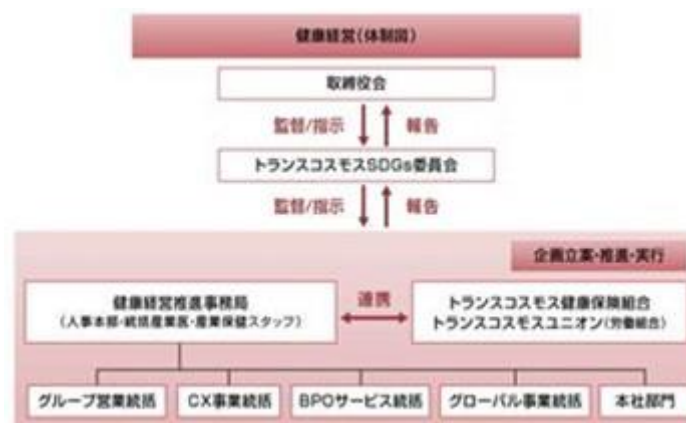 健康経営(体制図)
取締役会
監督/指示 報告
トランスコスモスSDGs委員会
監督/指示 報告
企画立案・推進・実行
健康経営推進事務局
(人事本部・統括産業医・産業保健スタッフ)
連携
トランスコスモス健康保険組合
トランスコスモスユニオン(労働組合)
グループ営業統括 CX事業統括 BPOサービス統括 グローバル事業統括 本社部門